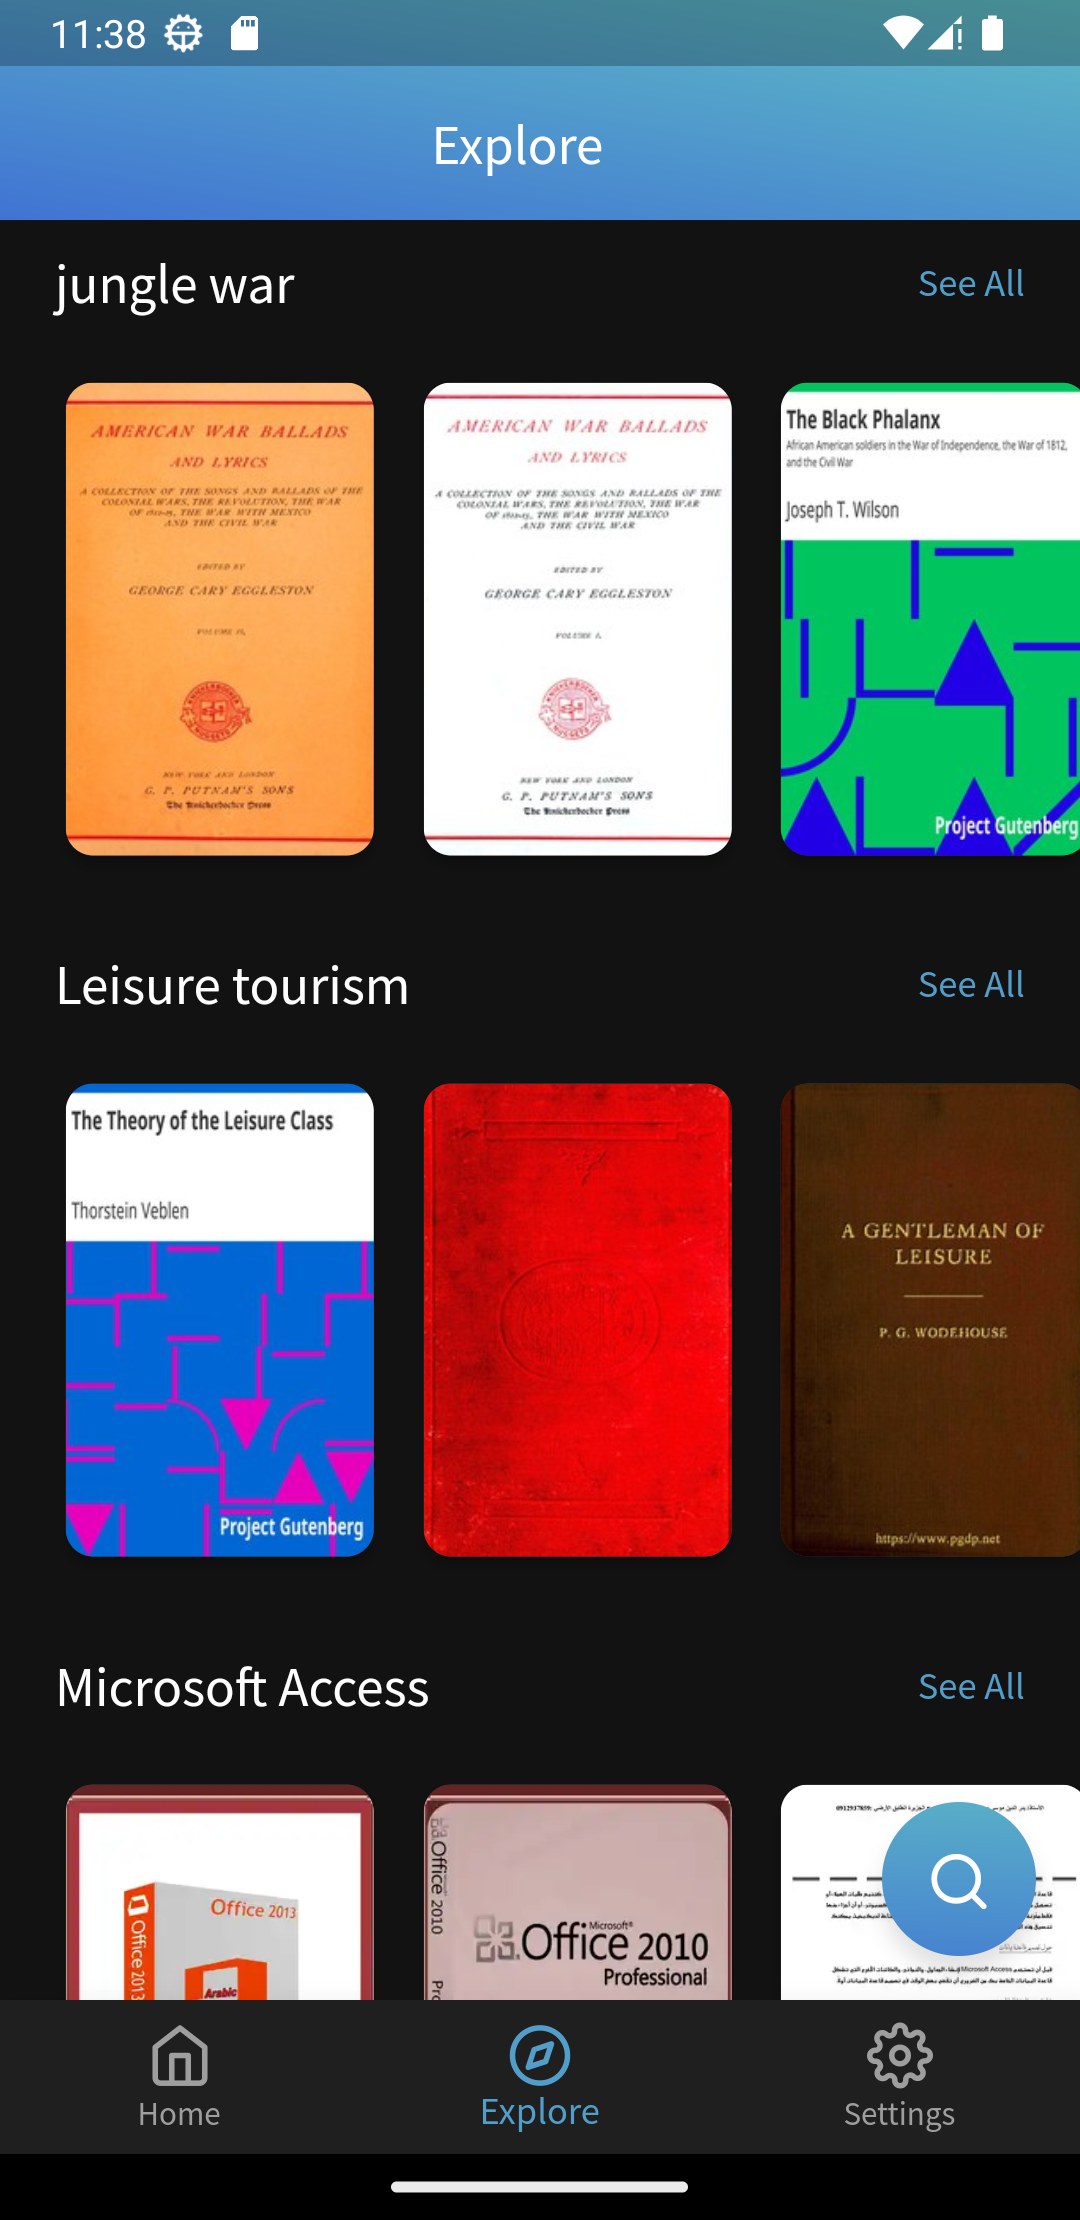 11:38
Explore
jungle war
See All
AMERICAN WAR BALLADS
AND LYRICS
A COLLECTION OF THE SONGS AND BALLADS OF THE
COLONIAL WARS, THE REVOLUTION, THE WAR
OF 1812-15, THE WAR WITH MEXICO
AND THE CIVIL WAR
EDITED BY
GEORGE CARY EGGLESTON
VOLUME II.
NEW YORK AND LONDON
G. P. PUTNAM'S SONS
The Knickerbocker Press
AMERICAN WAR BALLADS
AND LYRICS
A COLLECTION OF THE SONGS AND BALLADS OF THE
COLONIAL WARS, THE REVOLUTION, THE WAR
OF 1812-15, THE WAR WITH MEXICO
AND THE CIVIL WAR
EDITED BY
GEORGE CARY EGGLESTON
VOLUME I.
NEW YORK AND LONDON
G. P. PUTNAM'S SONS
The Knickerbocker Press
The Black Phalanx
African American soldiers in the War of Independence, the War of 1812,
and the Civil War
Joseph T. Wilson
Project Gutenberg
Leisure tourism
See All
The Theory of the Leisure Class
Thorstein Veblen
Project Gutenberg
A GENTLEMAN OF
LEISURE
P. G. WODEHOUSE
https://www.pgdp.net
Microsoft Access
See All
Office 2013
Office 2013
Arabic
Office 2010
Microsoft®
Office 2010
Professional
Home
Explore
Settings